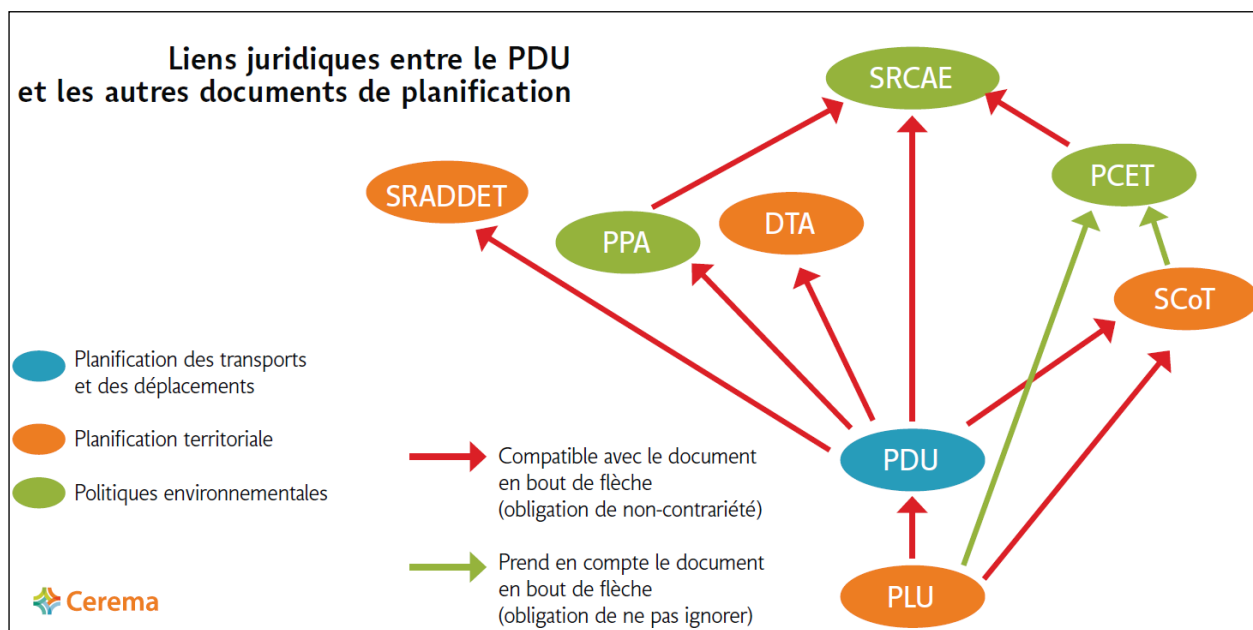 Liens juridiques entre le PDU
et les autres documents de planification
SRCAE
PCET
SRADDET
DTA
PPA
SCoT
Planification des transports
et des déplacements
Planification territoriale
Politiques environnementales
PDU
Compatible avec le document
en bout de flèche
(obligation de non-contrariété)
Prend en compte le document
en bout de flèche
(obligation de ne pas ignorer)
PLU
Cerema